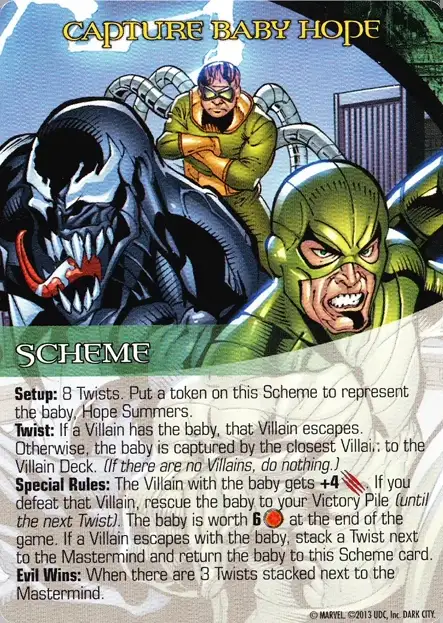 CAPTURE BABY HOPE
SCHEME
Setup: 8 Twists. Put a token on this Scheme to represent
the baby, Hope Summers.
Twist: If a Villain has the baby, that Villain escapes.
Otherwise, the baby is captured by the closest Villain to the
Villain Deck. (If there are no Villains, do nothing.)
Special Rules: The Villain with the baby gets +4 . If you
defeat that Villain, rescue the baby to your Victory Pile (until
the next Twist). The baby is worth 6 at the end of the
game. If a Villain escapes with the baby, stack a Twist next
to the Mastermind and return the baby to this Scheme card.
Evil Wins: When there are 3 Twists stacked next to the
Mastermind.
© MARVEL. ©2013 UDC, Inc. DARK CITY.